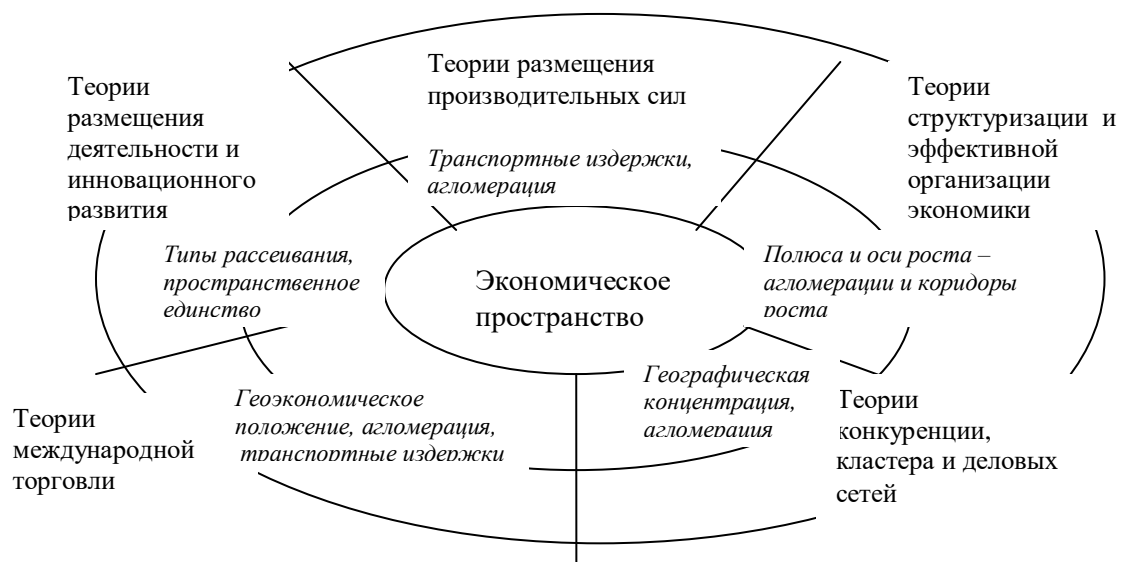 Теории размещения
производительных сил
Теории
размещения
деятельности и
инновационного
развития
Теории
структуризации и
эффективной
организации
экономики
Транспортные издержки,
агломерация
Типы рассеивания,
пространственное
единство
Экономическое
пространство
Полюса и оси роста –
агломерации и коридоры
роста
Географическая
концентрация,
агломерация
Геоэкономическое
положение, агломерация,
транспортные издержки
Теории
международной
торговли
Теории
конкуренции,
кластера и деловых
сетей